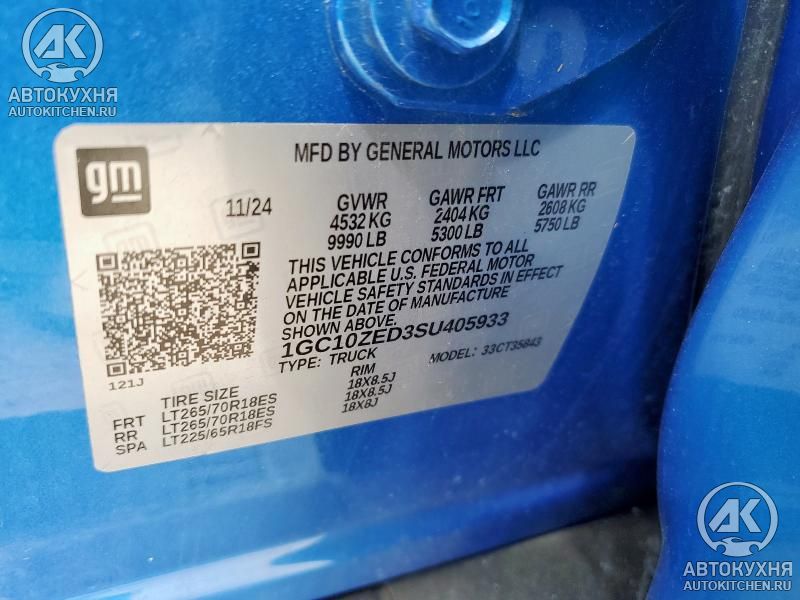 АК
АВТОКУХНЯ
AUTOKITCHEN.RU
10
gm
MFD BY GENERAL MOTORS LLC
11/24
GVWR GAWR FRT GAWR RR
4532 KG 2404 KG 2608 KG
9990 LB 5300 LB 5750 LB
THIS VEHICLE CONFORMS TO ALL
APPLICABLE U.S. FEDERAL MOTOR
VEHICLE SAFETY STANDARDS IN EFFECT
ON THE DATE OF MANUFACTURE
SHOWN ABOVE.
1GC10ZED3SU405933
TYPE: TRUCK MODEL: 33CT35843
121J
TIRE SIZE RIM
FRT LT265/70R18ES 18X8.5J
RR LT265/70R18ES 18X8.5J
SPA LT225/65R18FS 18X8J
АК
АВТОКУХНЯ
AUTOKITCHEN.RU